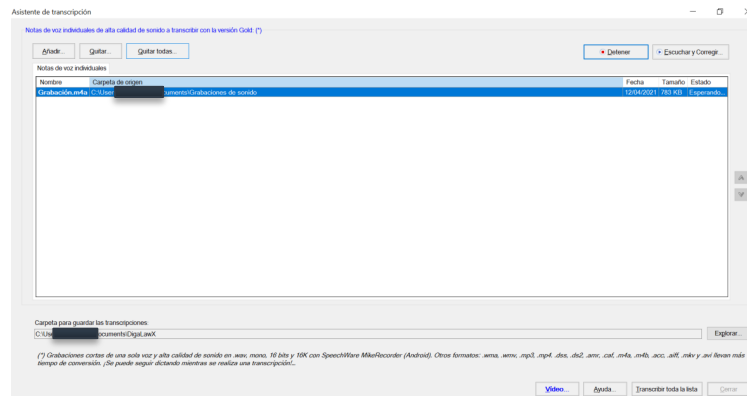 Asistente de transcripción
Notas de voz individuales de alta calidad de sonido a transcribir con la versión Gold: (*)
Añadir... Quitar... Quitar todas... Detener Escuchar y Corregir...
Notas de voz individuales
Nombre Carpeta de origen Fecha Tamaño Estado
Grabación.m4a C:\User cuments\Grabaciones de sonido 12/04/2021 783 KB Esperando...
Carpeta para guardar las transcripciones:
C:\Use ocuments\DigaLawX Explorar...
(*) Grabaciones cortas de una sola voz y alta calidad de sonido en .wav, mono, 16 bits y 16K con SpeechWare MikeRecorder (Android). Otros formatos: .wma, .wmv, .mp3, .mp4, .dss, .ds2, .amr, .caf, .m4a, .m4b, .acc, .aiff, .mkv y .avi llevan más
tiempo de conversión. ¡Se puede seguir dictando mientras se realiza una transcripción!...
Vídeo... Ayuda... Transcribir toda la lista Cerrar